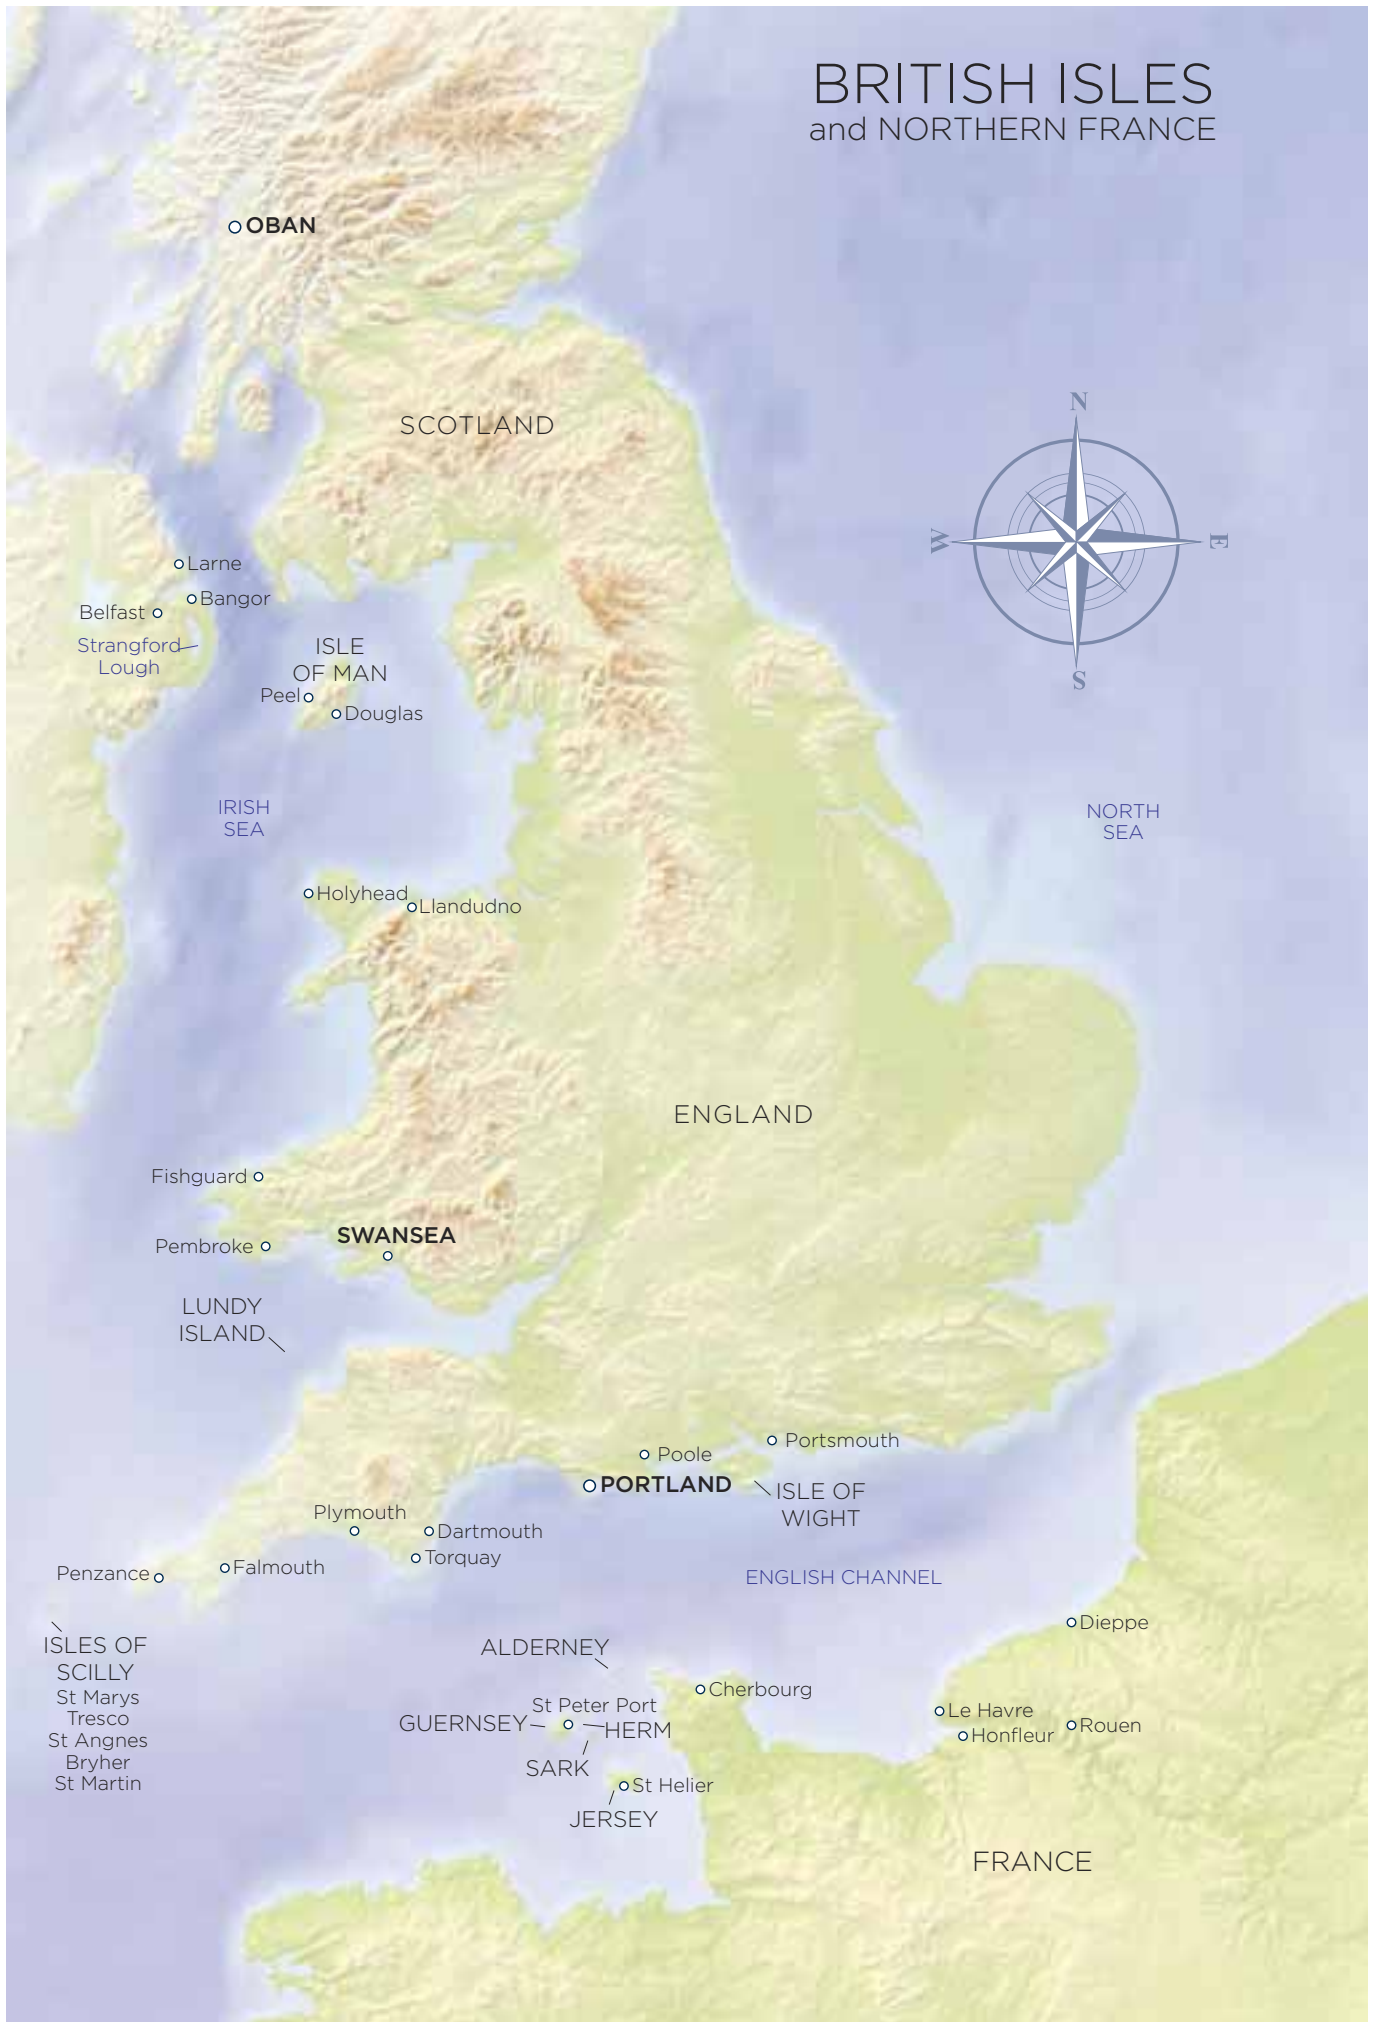 BRITISH ISLES
and NORTHERN FRANCE
OBAN
N
SCOTLAND
W
E
S
Larne
Bangor
Belfast
Strangford
Lough
ISLE
OF MAN
Peel
Douglas
IRISH
SEA
NORTH
SEA
Holyhead
Llandudno
ENGLAND
Fishguard
SWANSEA
Pembroke
LUNDY
ISLAND
Portsmouth
Poole
PORTLAND
ISLE OF
WIGHT
Plymouth
Dartmouth
Torquay
Falmouth
Penzance
ENGLISH CHANNEL
Dieppe
ISLES OF
SCILLY
St Marys
Tresco
St Angnes
Bryher
St Martin
ALDERNEY
Cherbourg
St Peter Port
GUERNSEY
HERM
SARK
Le Havre
Honfleur
Rouen
St Helier
JERSEY
FRANCE